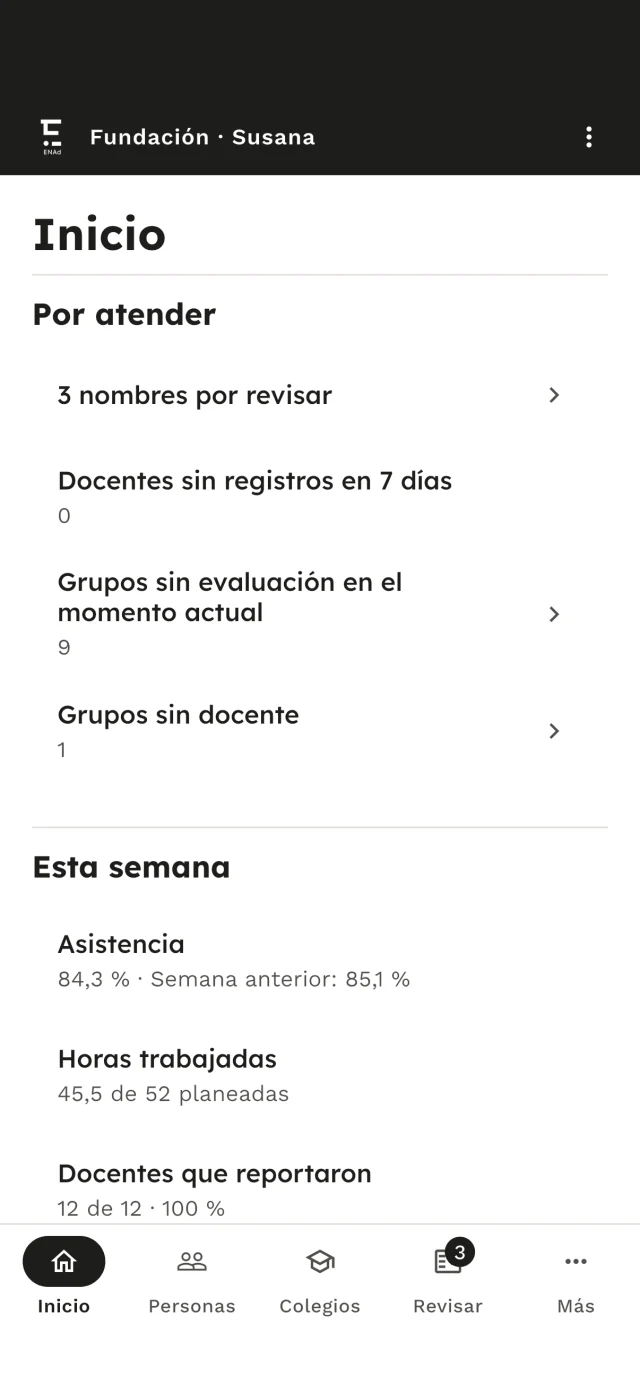 ENAd
Fundación · Susana
Inicio
Por atender
3 nombres por revisar
Docentes sin registros en 7 días
0
Grupos sin evaluación en el
momento actual
9
Grupos sin docente
1
Esta semana
Asistencia
84,3 % · Semana anterior: 85,1 %
Horas trabajadas
45,5 de 52 planeadas
Docentes que reportaron
12 de 12 · 100 %
3
Inicio
Personas
Colegios
Revisar
Más